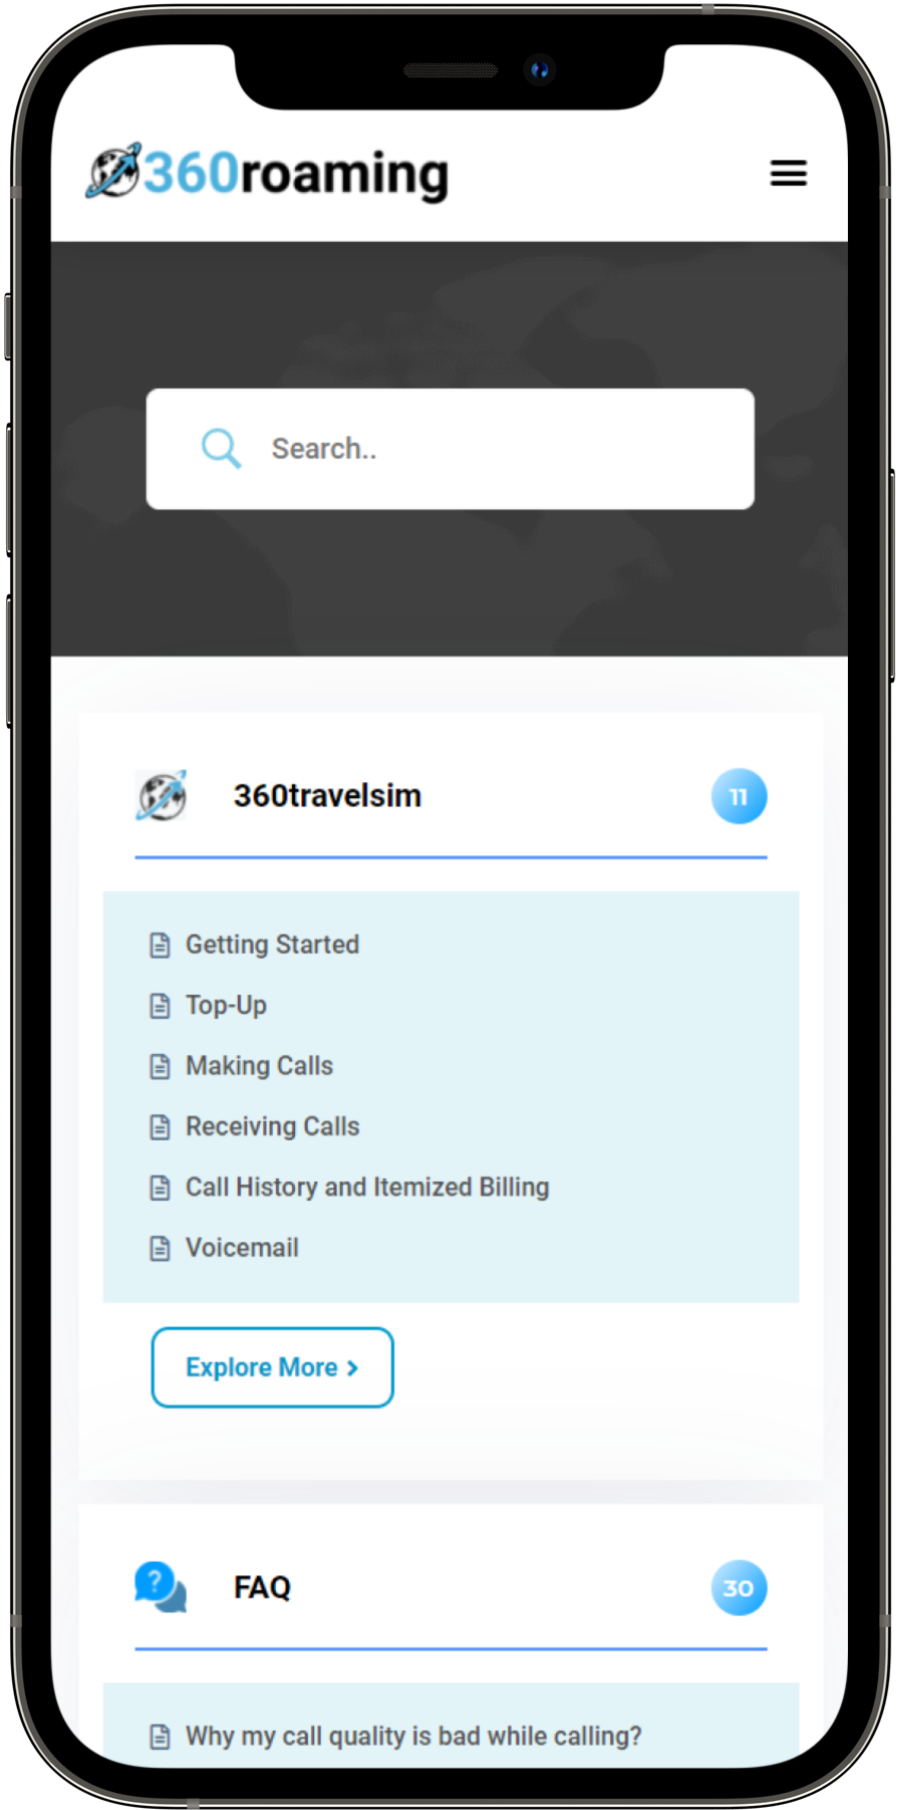 360roaming
Search..
360travelsim
11
Getting Started
Top-Up
Making Calls
Receiving Calls
Call History and Itemized Billing
Voicemail
Explore More
FAQ
30
Why my call quality is bad while calling?